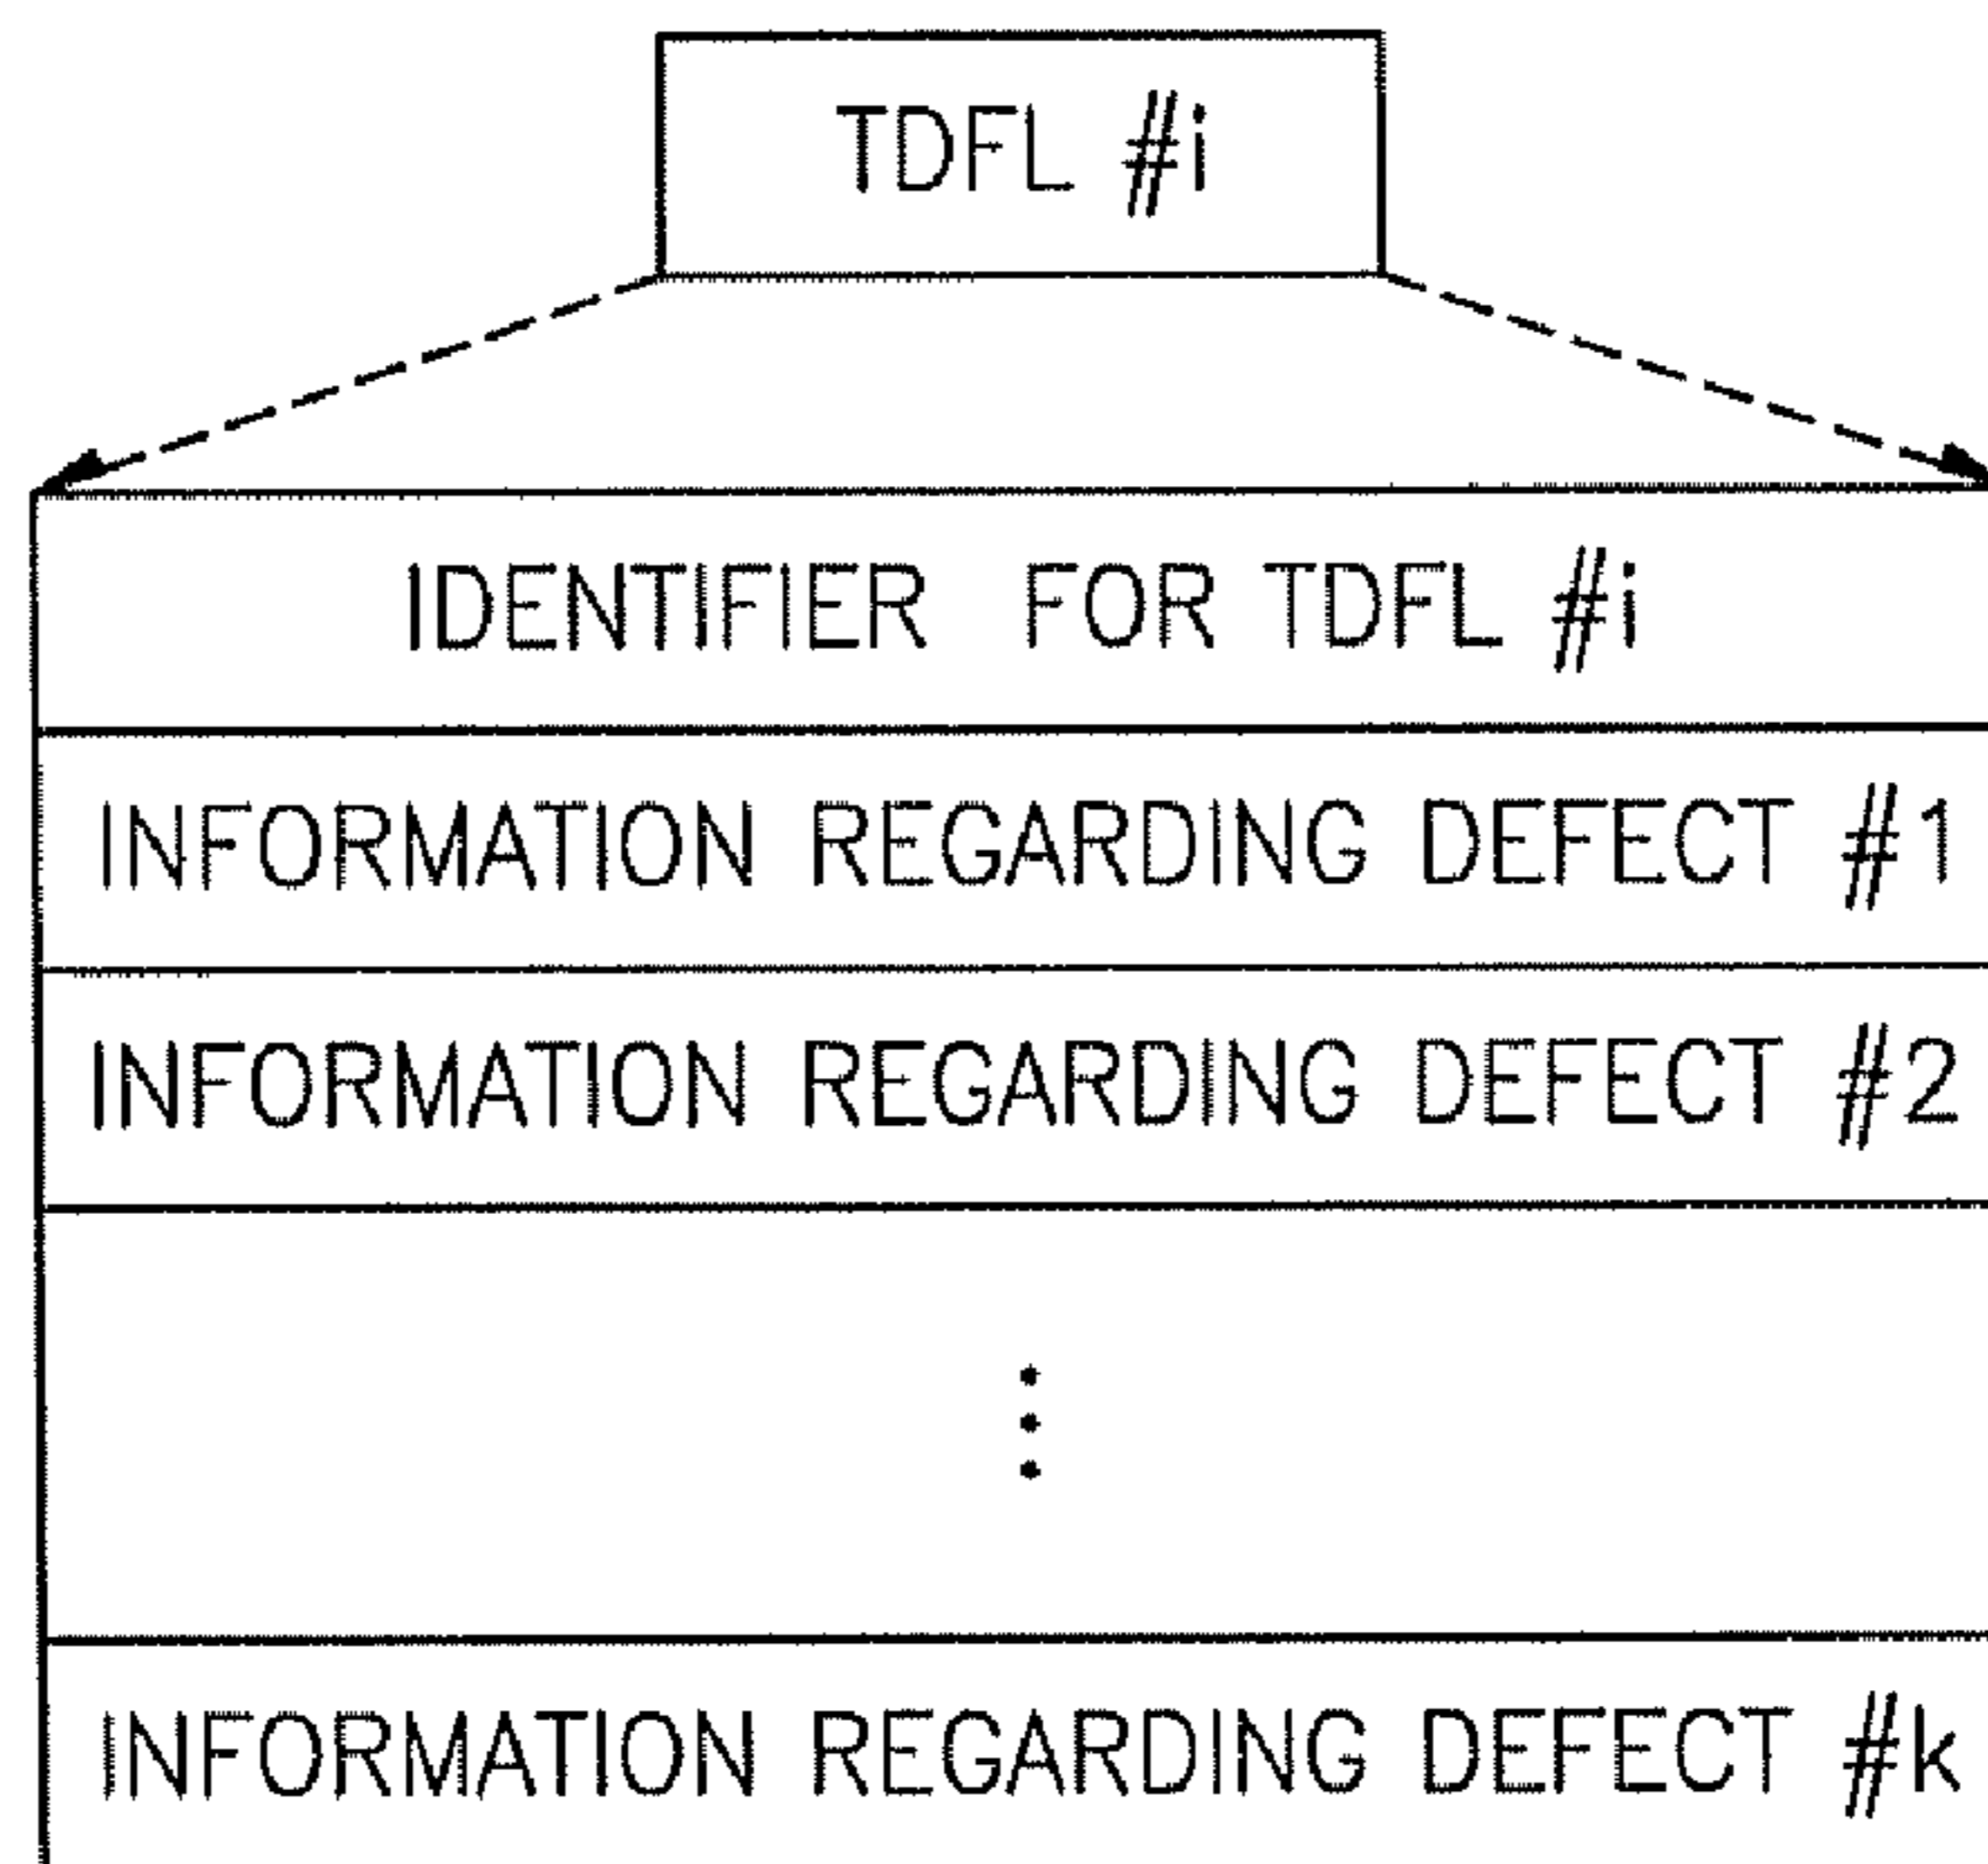 TDFL #i
IDENTIFIER FOR TDFL #i
INFORMATION REGARDING DEFECT #1
INFORMATION REGARDING DEFECT #2
INFORMATION REGARDING DEFECT #k